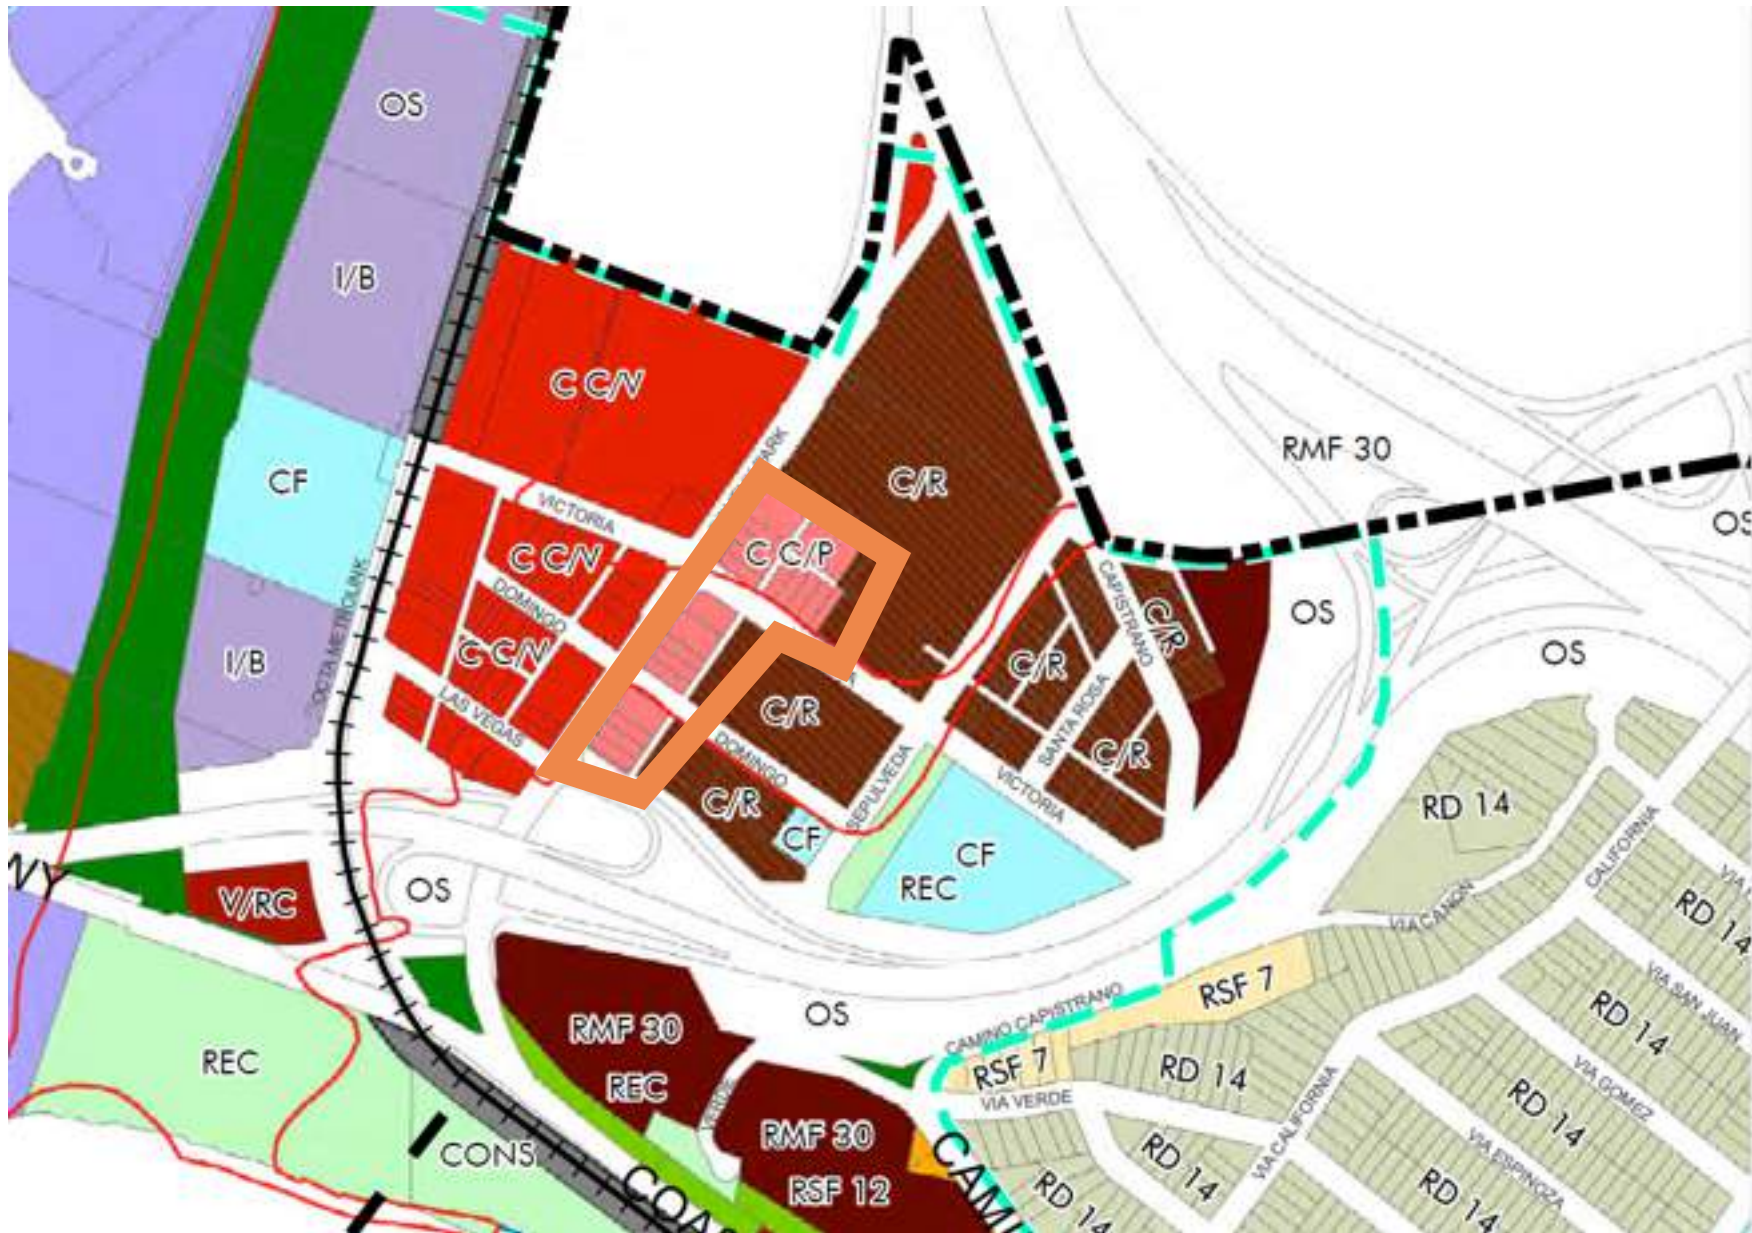 OS
I/B
C C/V
RMF 30
C/R
CF
OS
VICTORIA
C C/V
C C/P
DOMINGO
OCTA METROLINK
CAPISTRANO
C/R
OS
OS
C C/V
C/R
I/B
LAS VEGAS
SANTA ROSA
C/R
C/R
DOMINGO
SEPULVEDA
VICTORIA
C/R
RD 14
CF
CF
REC
CALIFORNIA
V/RC
OS
VIA CANON
RD 14
RSF 7
VIA SAN JUAN
OS
CAMINO CAPISTRANO
RMF 30
RD 14
REC
RSF 7
RD 14
REC
VIA VERDE
VERDE
VIA GOMEZ
RD 14
RMF 30
CONS
RD 14
VIA CALIFORNIA
VIA ESPINOZA
RSF 12
RD 14
RD 14